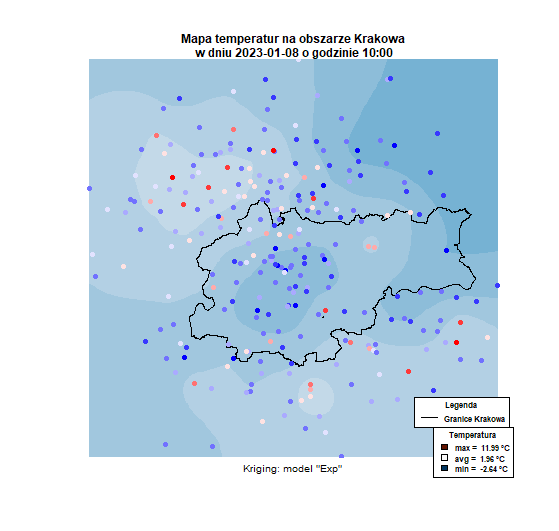 Mapa temperatur na obszarze Krakowa
w dniu 2023-01-08 o godzinie 10:00
Legenda
Granice Krakowa
Temperatura
max = 11.99 °C
avg = 1.96 °C
min = -2.64 °C
Kriging: model "Exp"